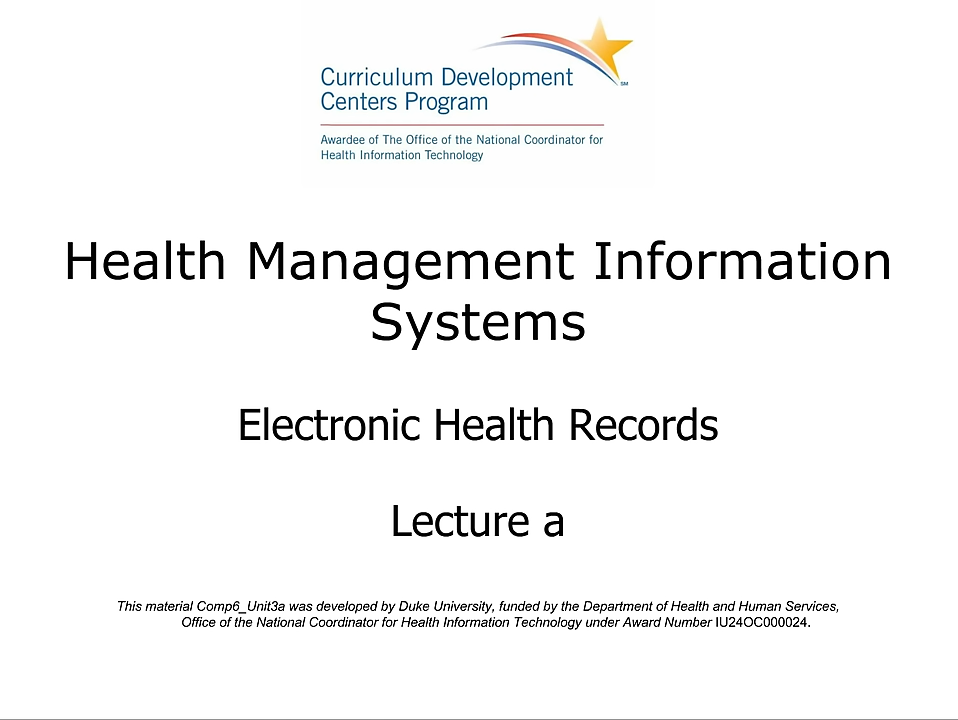 Curriculum Development
Centers Program
SM
Awardee of The Office of the National Coordinator for
Health Information Technology
Health Management Information
Systems
Electronic Health Records
Lecture a
This material Comp6_Unit3a was developed by Duke University, funded by the Department of Health and Human Services,
Office of the National Coordinator for Health Information Technology under Award Number IU24OC000024.